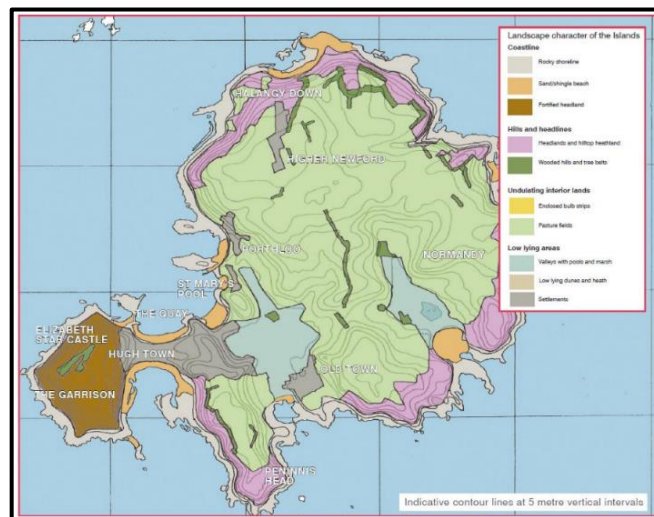 Landscape character of the Islands
Coastline
Rocky shoreline
Sand/shingle beach
Fortified headland
Hills and headlines
Headlands and hilltop heathland
Wooded hills and tree belts
Undulating interior lands
Enclosed bulb strips
Pasture fields
Low lying areas
Valleys with pools and marsh
Low lying dunes and heath
Settlements
HALANGY DOWN
HIGHER NEWFORD
PORTHLOO
NORMANDY
ST MARY'S
POOL
THE QUAY
ELIZABETH
STAR CASTLE
HUGH TOWN
OLD TOWN
THE GARRISON
PENINNIS
HEAD
Indicative contour lines at 5 metre vertical intervals